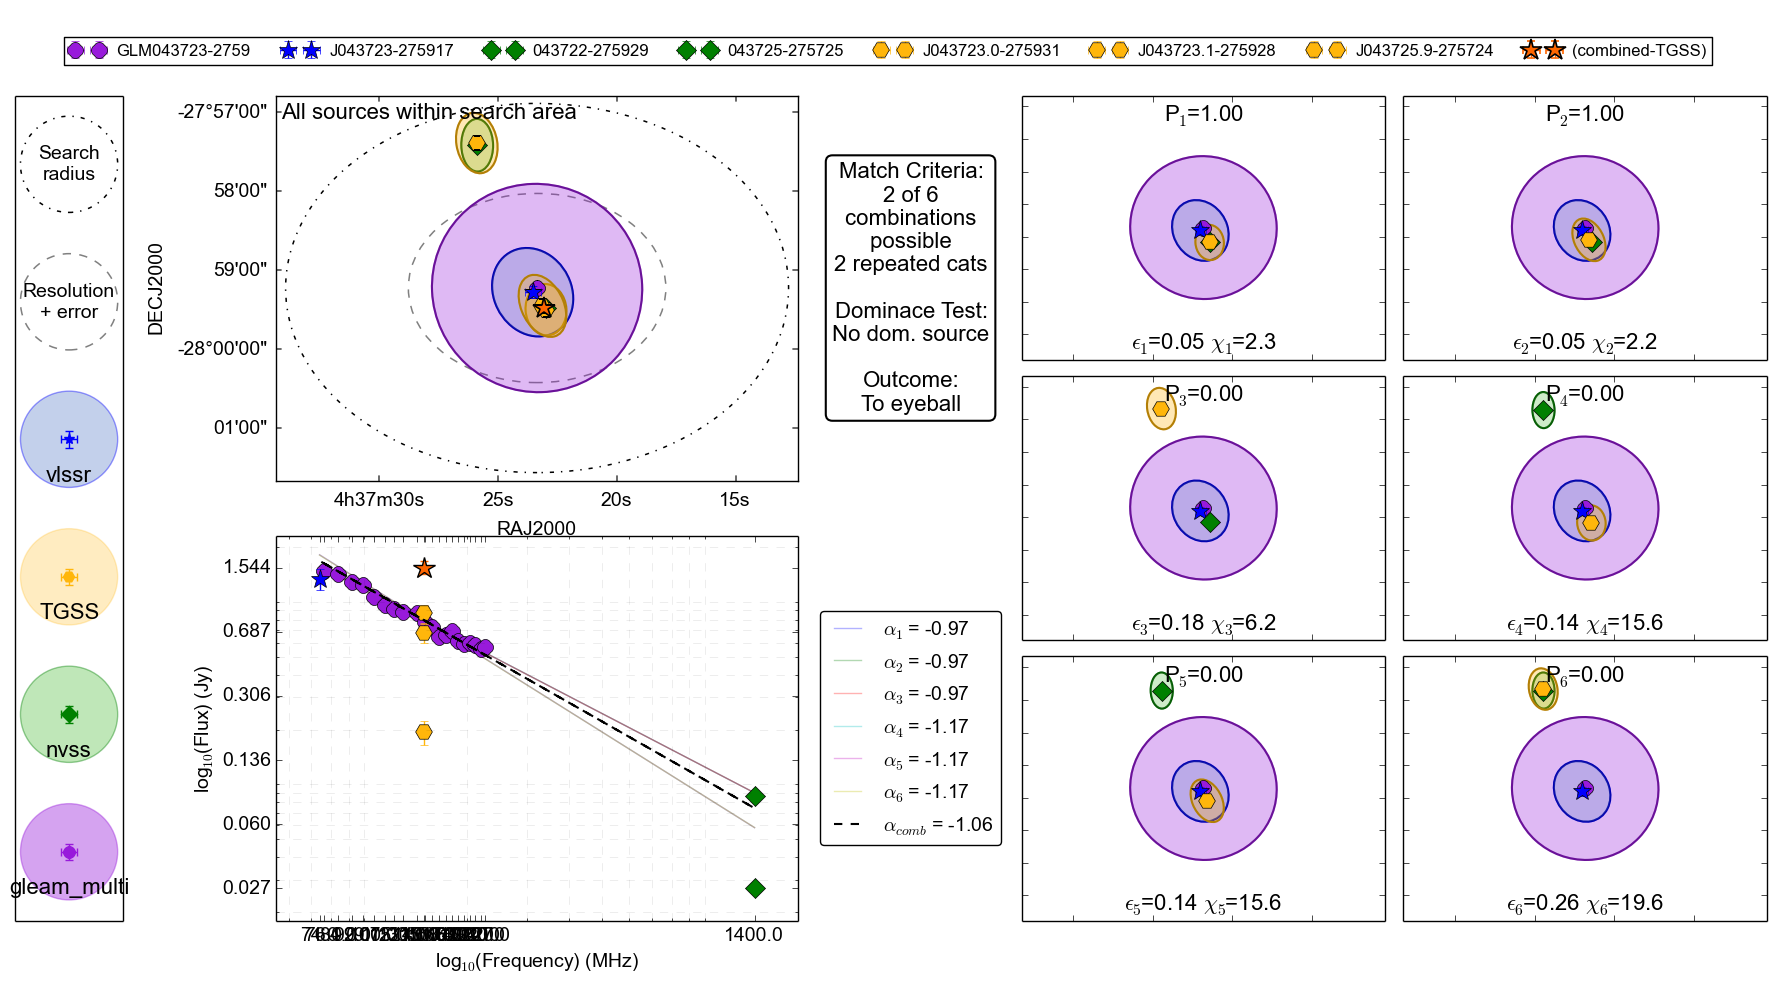 GLM043723-2759 J043723-275917 043722-275929 043725-275725 J043723.0-275931 J043723.1-275928 J043725.9-275724 (combined-TGSS)
Search
radius
Resolution
+ error
vlssr
TGSS
nvss
gleam_multi
All sources within search area
DECJ2000
-27°57'00"
58'00"
59'00"
-28°00'00"
01'00"
4h37m30s 25s 20s 15s
RAJ2000
Match Criteria:
2 of 6
combinations
possible
2 repeated cats
Dominace Test:
No dom. source
Outcome:
To eyeball
log₁₀(Flux) (Jy)
1.544
0.687
0.306
0.136
0.060
0.027
1400.0
log₁₀(Frequency) (MHz)
α₁ = -0.97
α₂ = -0.97
α₃ = -0.97
α₄ = -1.17
α₅ = -1.17
α₆ = -1.17
α_comb = -1.06
P₁=1.00
ϵ₁=0.05 χ₁=2.3
P₂=1.00
ϵ₂=0.05 χ₂=2.2
P₃=0.00
ϵ₃=0.18 χ₃=6.2
P₄=0.00
ϵ₄=0.14 χ₄=15.6
P₅=0.00
ϵ₅=0.14 χ₅=15.6
P₆=0.00
ϵ₆=0.26 χ₆=19.6